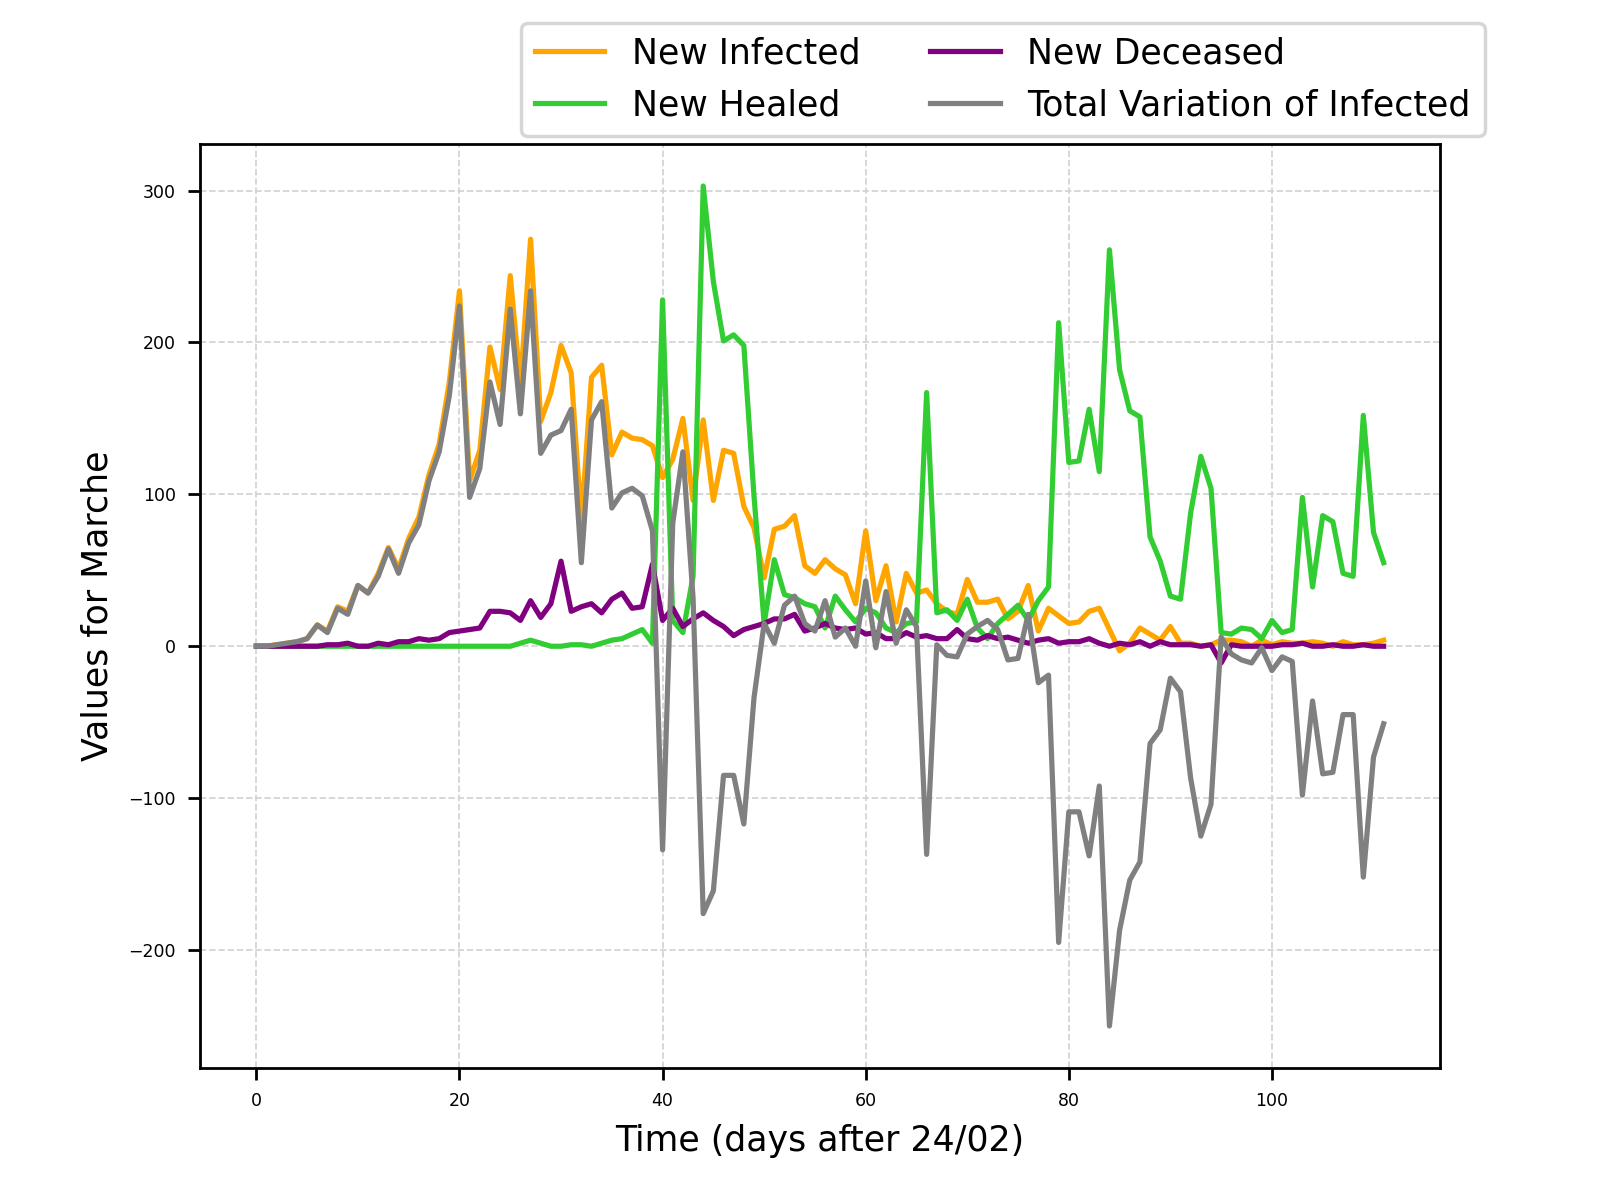 New Infected
New Healed
New Deceased
Total Variation of Infected
Values for Marche
300
200
100
0
−100
−200
0 20 40 60 80 100
Time (days after 24/02)